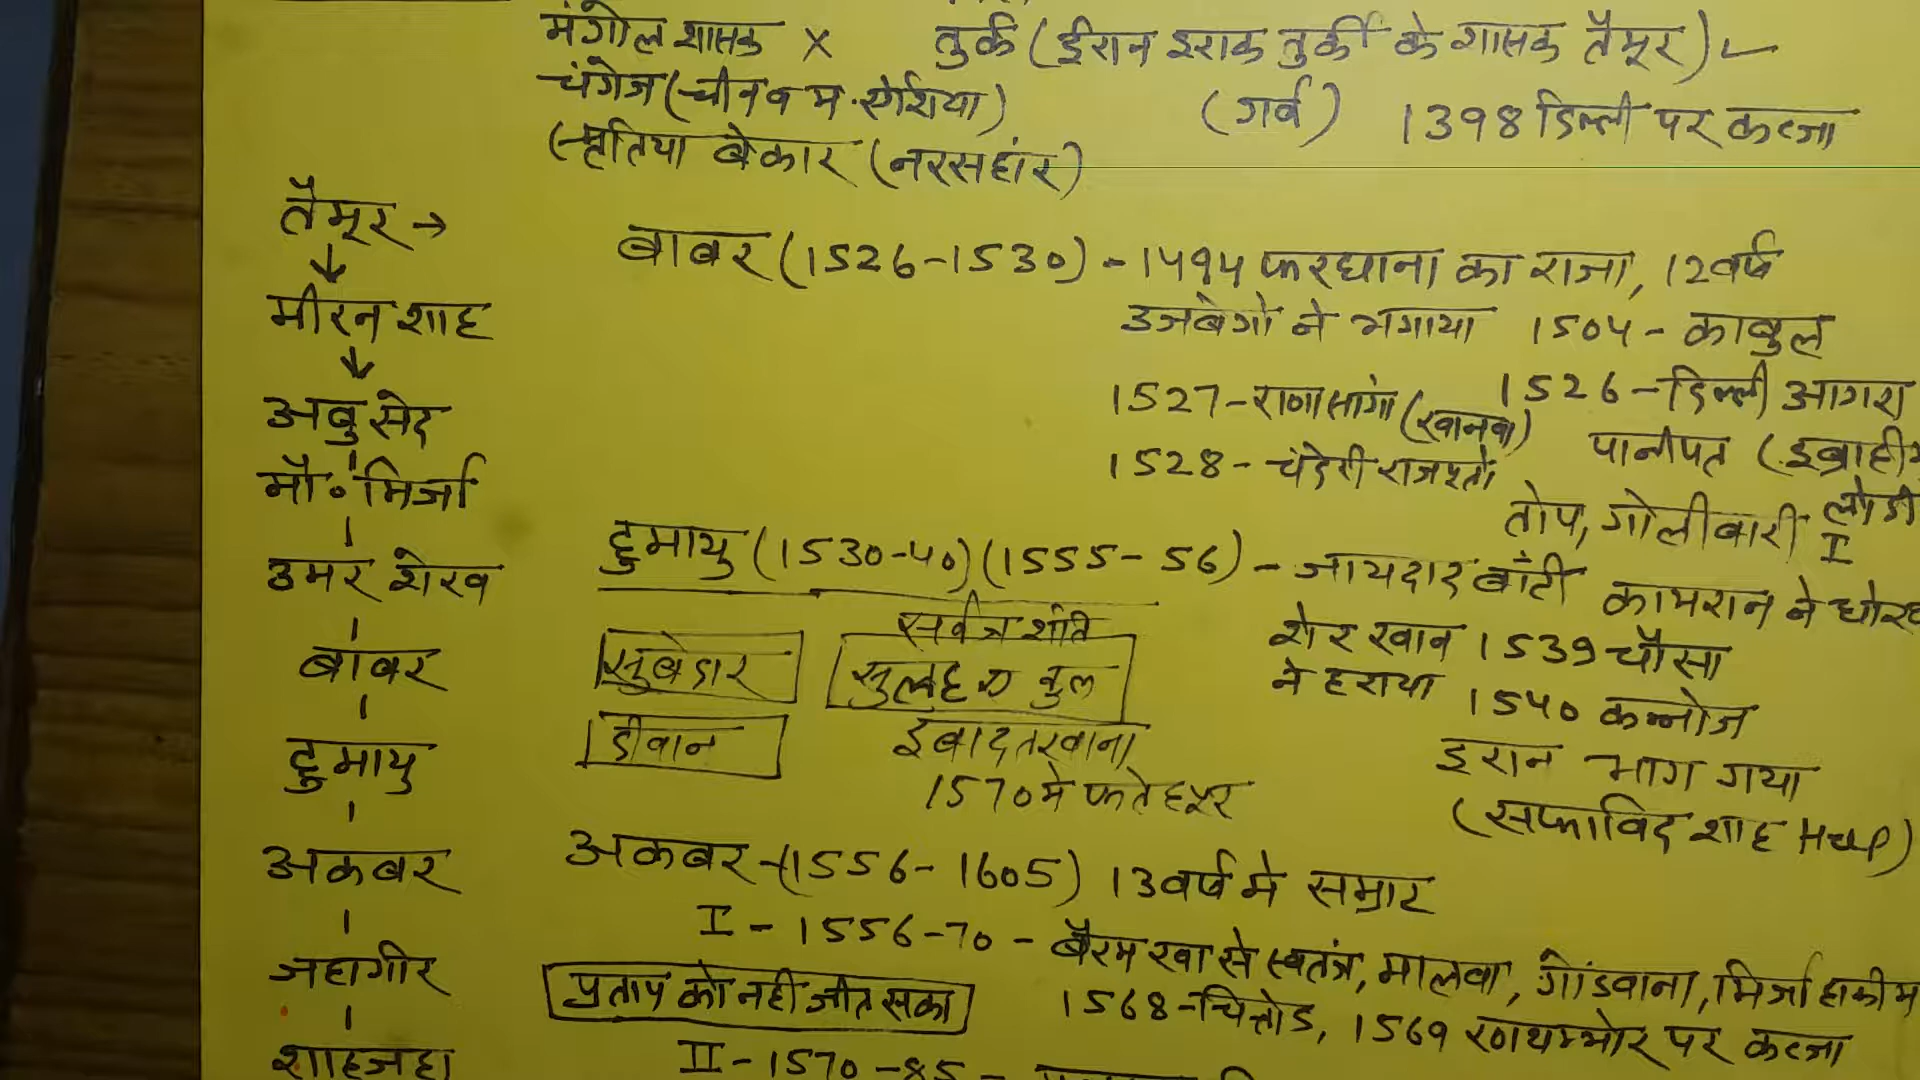 मंगोल शासक X तुर्क (ईरान इराक तुर्की के शासक तैमूर) ✓
चंगेज (चीन व म. ऐशिया) (गर्व) 1398 दिल्ली पर कब्जा
(स्मृतिया बेकार (नरसहांर)
तैमूर →
↓
मीरन शाह
↓
अबु सेद
मौ॰ मिर्जा
उमर शेख
बाबर
हुमायु
अकबर
जहागीर
शाहजहा
बाबर (1526-1530) - 1494 फरघाना का राजा, 12 वर्ष
उजबेगों ने भगाया 1504 - काबुल
1527 - राणा सांगा (खानवा) 1526 - दिल्ली आगरा
1528 - चंदेरी राजपूतों पानीपत (इब्राहीम
लोदी
तोप, गोलीबारी I
हुमायु (1530-40) (1555-56) - जायदाद बाँटी कामरान ने
शेर खान 1539 चौसा
ने हराया 1540 कन्नोज
इरान भाग गया
(सफाविद शाह Help)
सूबेदार
दीवान
सर्वत्र शांति
सुलह ए कुल
इबादतखाना
1570 में फतेहपुर
अकबर - (1556-1605) 13 वर्ष मे सम्राट
I - 1556-70 - बैरम खा से स्वतंत्र, मालवा, गोंडवाना, मिर्जा हाकीम
1568 - चित्तोड, 1569 रणथम्भोर पर कब्जा
प्रताप को नही जीत सका
II - 1570-85 -